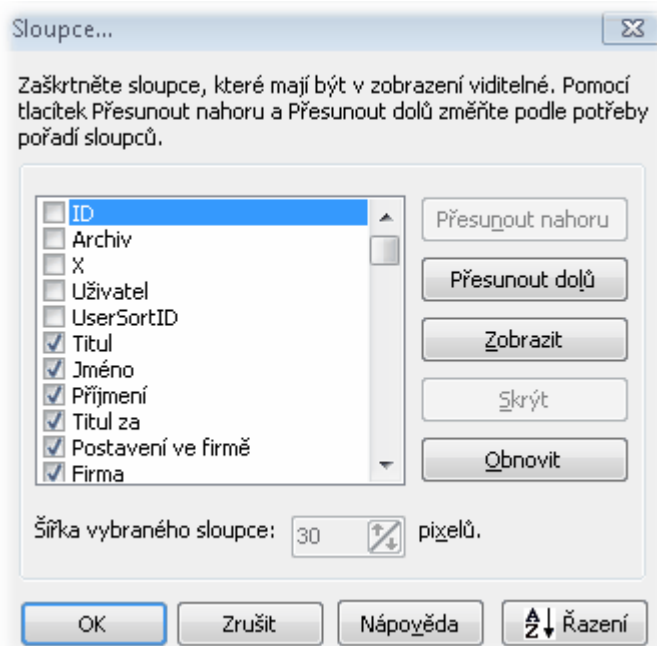 Sloupce...
Zaškrtněte sloupce, které mají být v zobrazení viditelné. Pomocí
tlacítek Přesunout nahoru a Přesunout dolů změňte podle potřeby
pořadí sloupců.
ID
Archiv
X
Uživatel
UserSortID
Titul
Jméno
Příjmení
Titul za
Postavení ve firmě
Firma
Přesunout nahoru
Přesunout dolů
Zobrazit
Skrýt
Obnovit
Šířka vybraného sloupce: 30 pixelů.
OK Zrušit Nápověda AZ Řazení